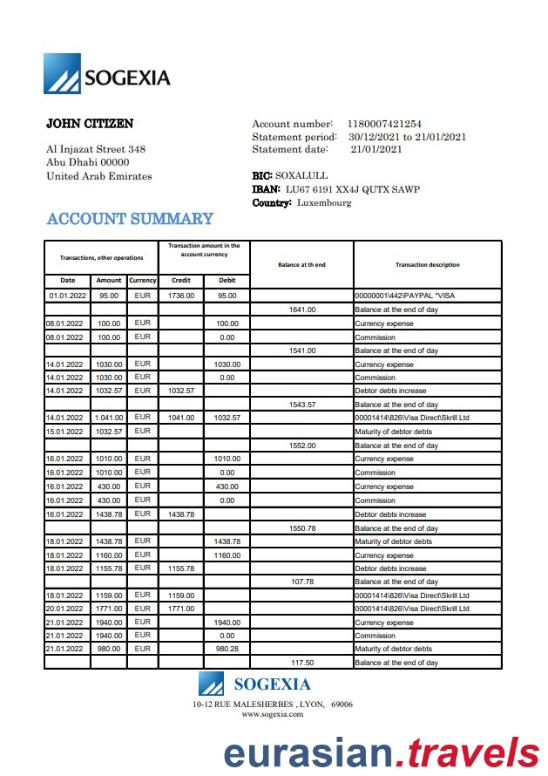 SOGEXIA
JOHN CITIZEN
Al Injazat Street 348
Abu Dhabi 00000
United Arab Emirates
Account number: 1180007421254
Statement period: 30/12/2021 to 21/01/2021
Statement date: 21/01/2021
BIC: SOXALULL
IBAN: LU67 6191 XX4J QUTX SAWP
Country: Luxembourg
ACCOUNT SUMMARY
Transactions, other operations Transaction amount in the account currency Balance at th end Transaction description
Date Amount Currency Credit Debit
01.01.2022 95.00 EUR 1736.00 95.00 00000001\442\PAYPAL *VISA
1641.00 Balance at the end of day
08.01.2022 100.00 EUR 100.00 Currency expense
08.01.2022 100.00 EUR 0.00 Commission
1541.00 Balance at the end of day
14.01.2022 1030.00 EUR 1030.00 Currency expense
14.01.2022 1030.00 EUR 0.00 Commission
14.01.2022 1032.57 EUR 1032.57 Debtor debts increase
1543.57 Balance at the end of day
14.01.2022 1.041.00 EUR 1041.00 1032.57 00001414\826\Visa Direct\Skrill Ltd
15.01.2022 1032.57 EUR Maturity of debtor debts
1552.00 Balance at the end of day
16.01.2022 1010.00 EUR 1010.00 Currency expense
16.01.2022 1010.00 EUR 0.00 Commission
16.01.2022 430.00 EUR 430.00 Currency expense
16.01.2022 430.00 EUR 0.00 Commission
16.01.2022 1438.78 EUR 1438.78 Debtor debts increase
1550.78 Balance at the end of day
18.01.2022 1438.78 EUR 1438.78 Maturity of debtor debts
18.01.2022 1160.00 EUR 1160.00 Currency expense
18.01.2022 1155.78 EUR 1155.78 Debtor debts increase
107.78 Balance at the end of day
18.01.2022 1159.00 EUR 1159.00 00001414\826\Visa Direct\Skrill Ltd
20.01.2022 1771.00 EUR 1771.00 00001414\826\Visa Direct\Skrill Ltd
21.01.2022 1940.00 EUR 1940.00 Currency expense
21.01.2022 1940.00 EUR 0.00 Commission
21.01.2022 980.00 EUR 980.28 Maturity of debtor debts
117.50 Balance at the end of day
SOGEXIA
10-12 RUE MALESHERBES , LYON, 69006
www.sogexia.com
eurasian.travels